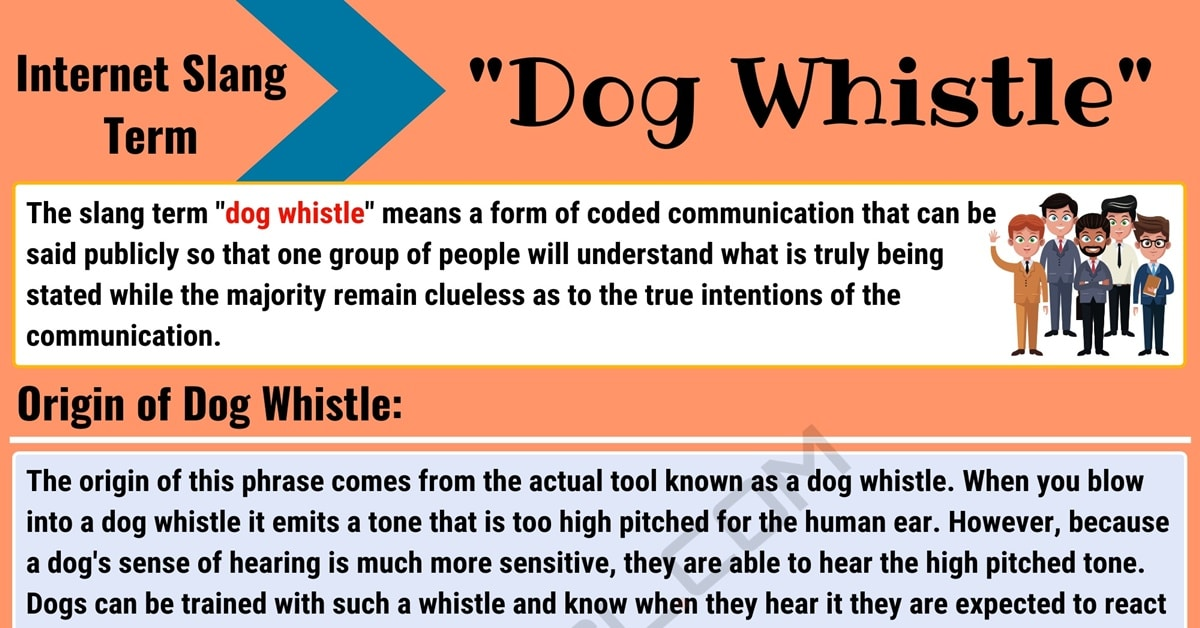 Internet Slang
Term
"Dog Whistle"
The slang term "dog whistle" means a form of coded communication that can be
said publicly so that one group of people will understand what is truly being
stated while the majority remain clueless as to the true intentions of the
communication.
Origin of Dog Whistle:
The origin of this phrase comes from the actual tool known as a dog whistle. When you blow
into a dog whistle it emits a tone that is too high pitched for the human ear. However, because
a dog's sense of hearing is much more sensitive, they are able to hear the high pitched tone.
Dogs can be trained with such a whistle and know when they hear it they are expected to react